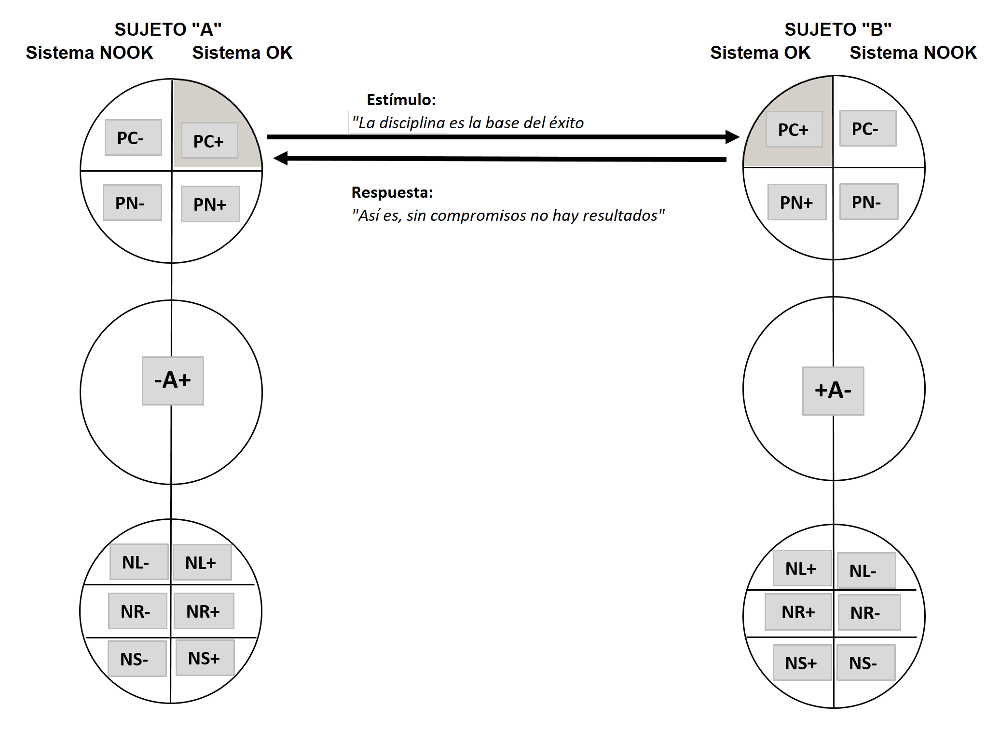 SUJETO "A"
Sistema NOOK Sistema OK
SUJETO "B"
Sistema OK Sistema NOOK
Estímulo:
"La disciplina es la base del éxito
Respuesta:
"Así es, sin compromisos no hay resultados"
PC- PC+
PN- PN+
-A+
NL- NL+
NR- NR+
NS- NS+
PC+ PC-
PN+ PN-
+A-
NL+ NL-
NR+ NR-
NS+ NS-